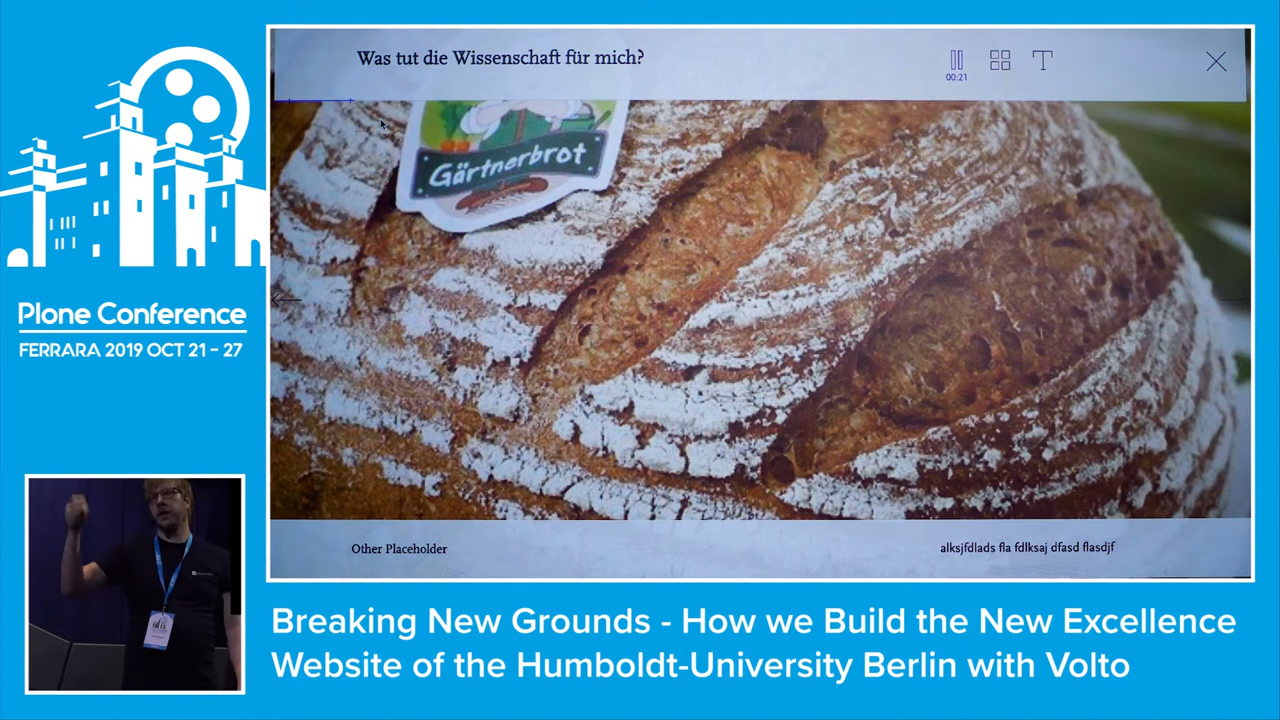 Was tut die Wissenschaft für mich?
00:21
T
Gärtnerbrot
Plone Conference
FERRARA 2019 OCT 21 - 27
Other Placeholder
alksjfdlads fla fdlksaj dfasd flasdjf
Breaking New Grounds - How we Build the New Excellence
Website of the Humboldt-University Berlin with Volto